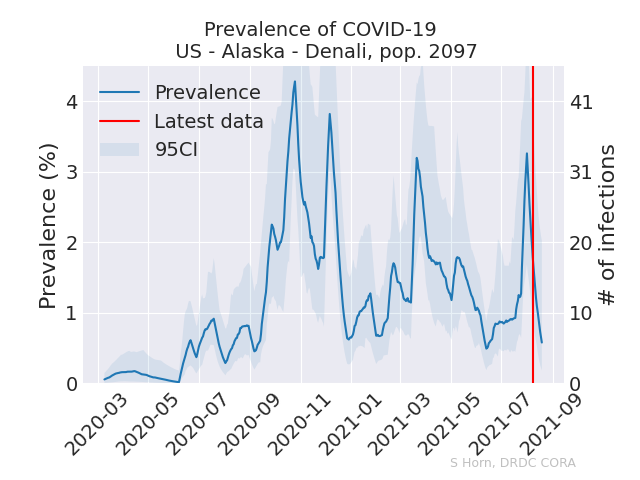 Prevalence of COVID-19
US - Alaska - Denali, pop. 2097
Prevalence
Latest data
95CI
Prevalence (%)
4
3
2
1
0
41
31
20
10
0
# of infections
2020-03
2020-05
2020-07
2020-09
2020-11
2021-01
2021-03
2021-05
2021-07
2021-09
S Horn, DRDC CORA